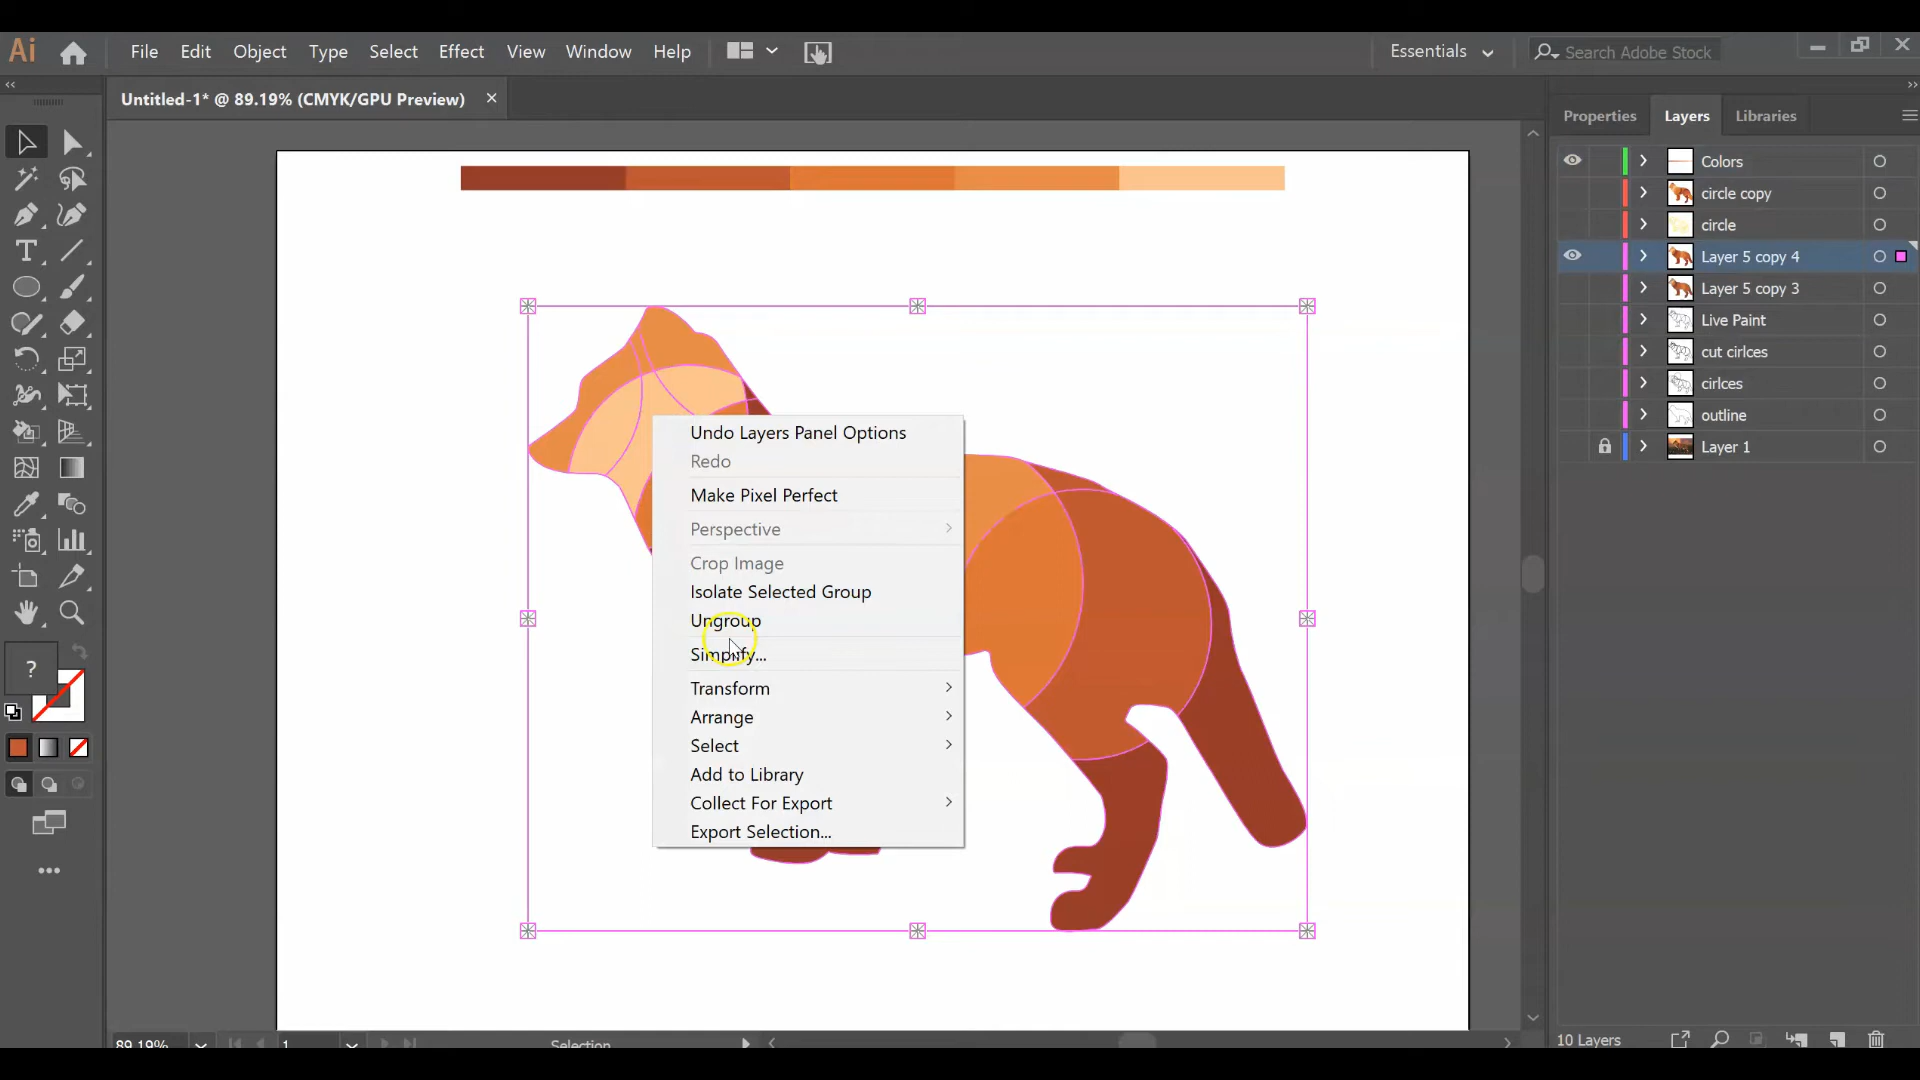 Ai File Edit Object Type Select Effect View Window Help Essentials Search Adobe Stock
Untitled-1* @ 89.19% (CMYK/GPU Preview) ×
Properties Layers Libraries
Colors
circle copy
circle
Layer 5 copy 4
Layer 5 copy 3
Live Paint
cut cirlces
cirlces
outline
Layer 1
Undo Layers Panel Options
Redo
Make Pixel Perfect
Perspective
Crop Image
Isolate Selected Group
Ungroup
Simplify...
Transform
Arrange
Select
Add to Library
Collect For Export
Export Selection...
?
89.19% 1 Selection
10 Layers